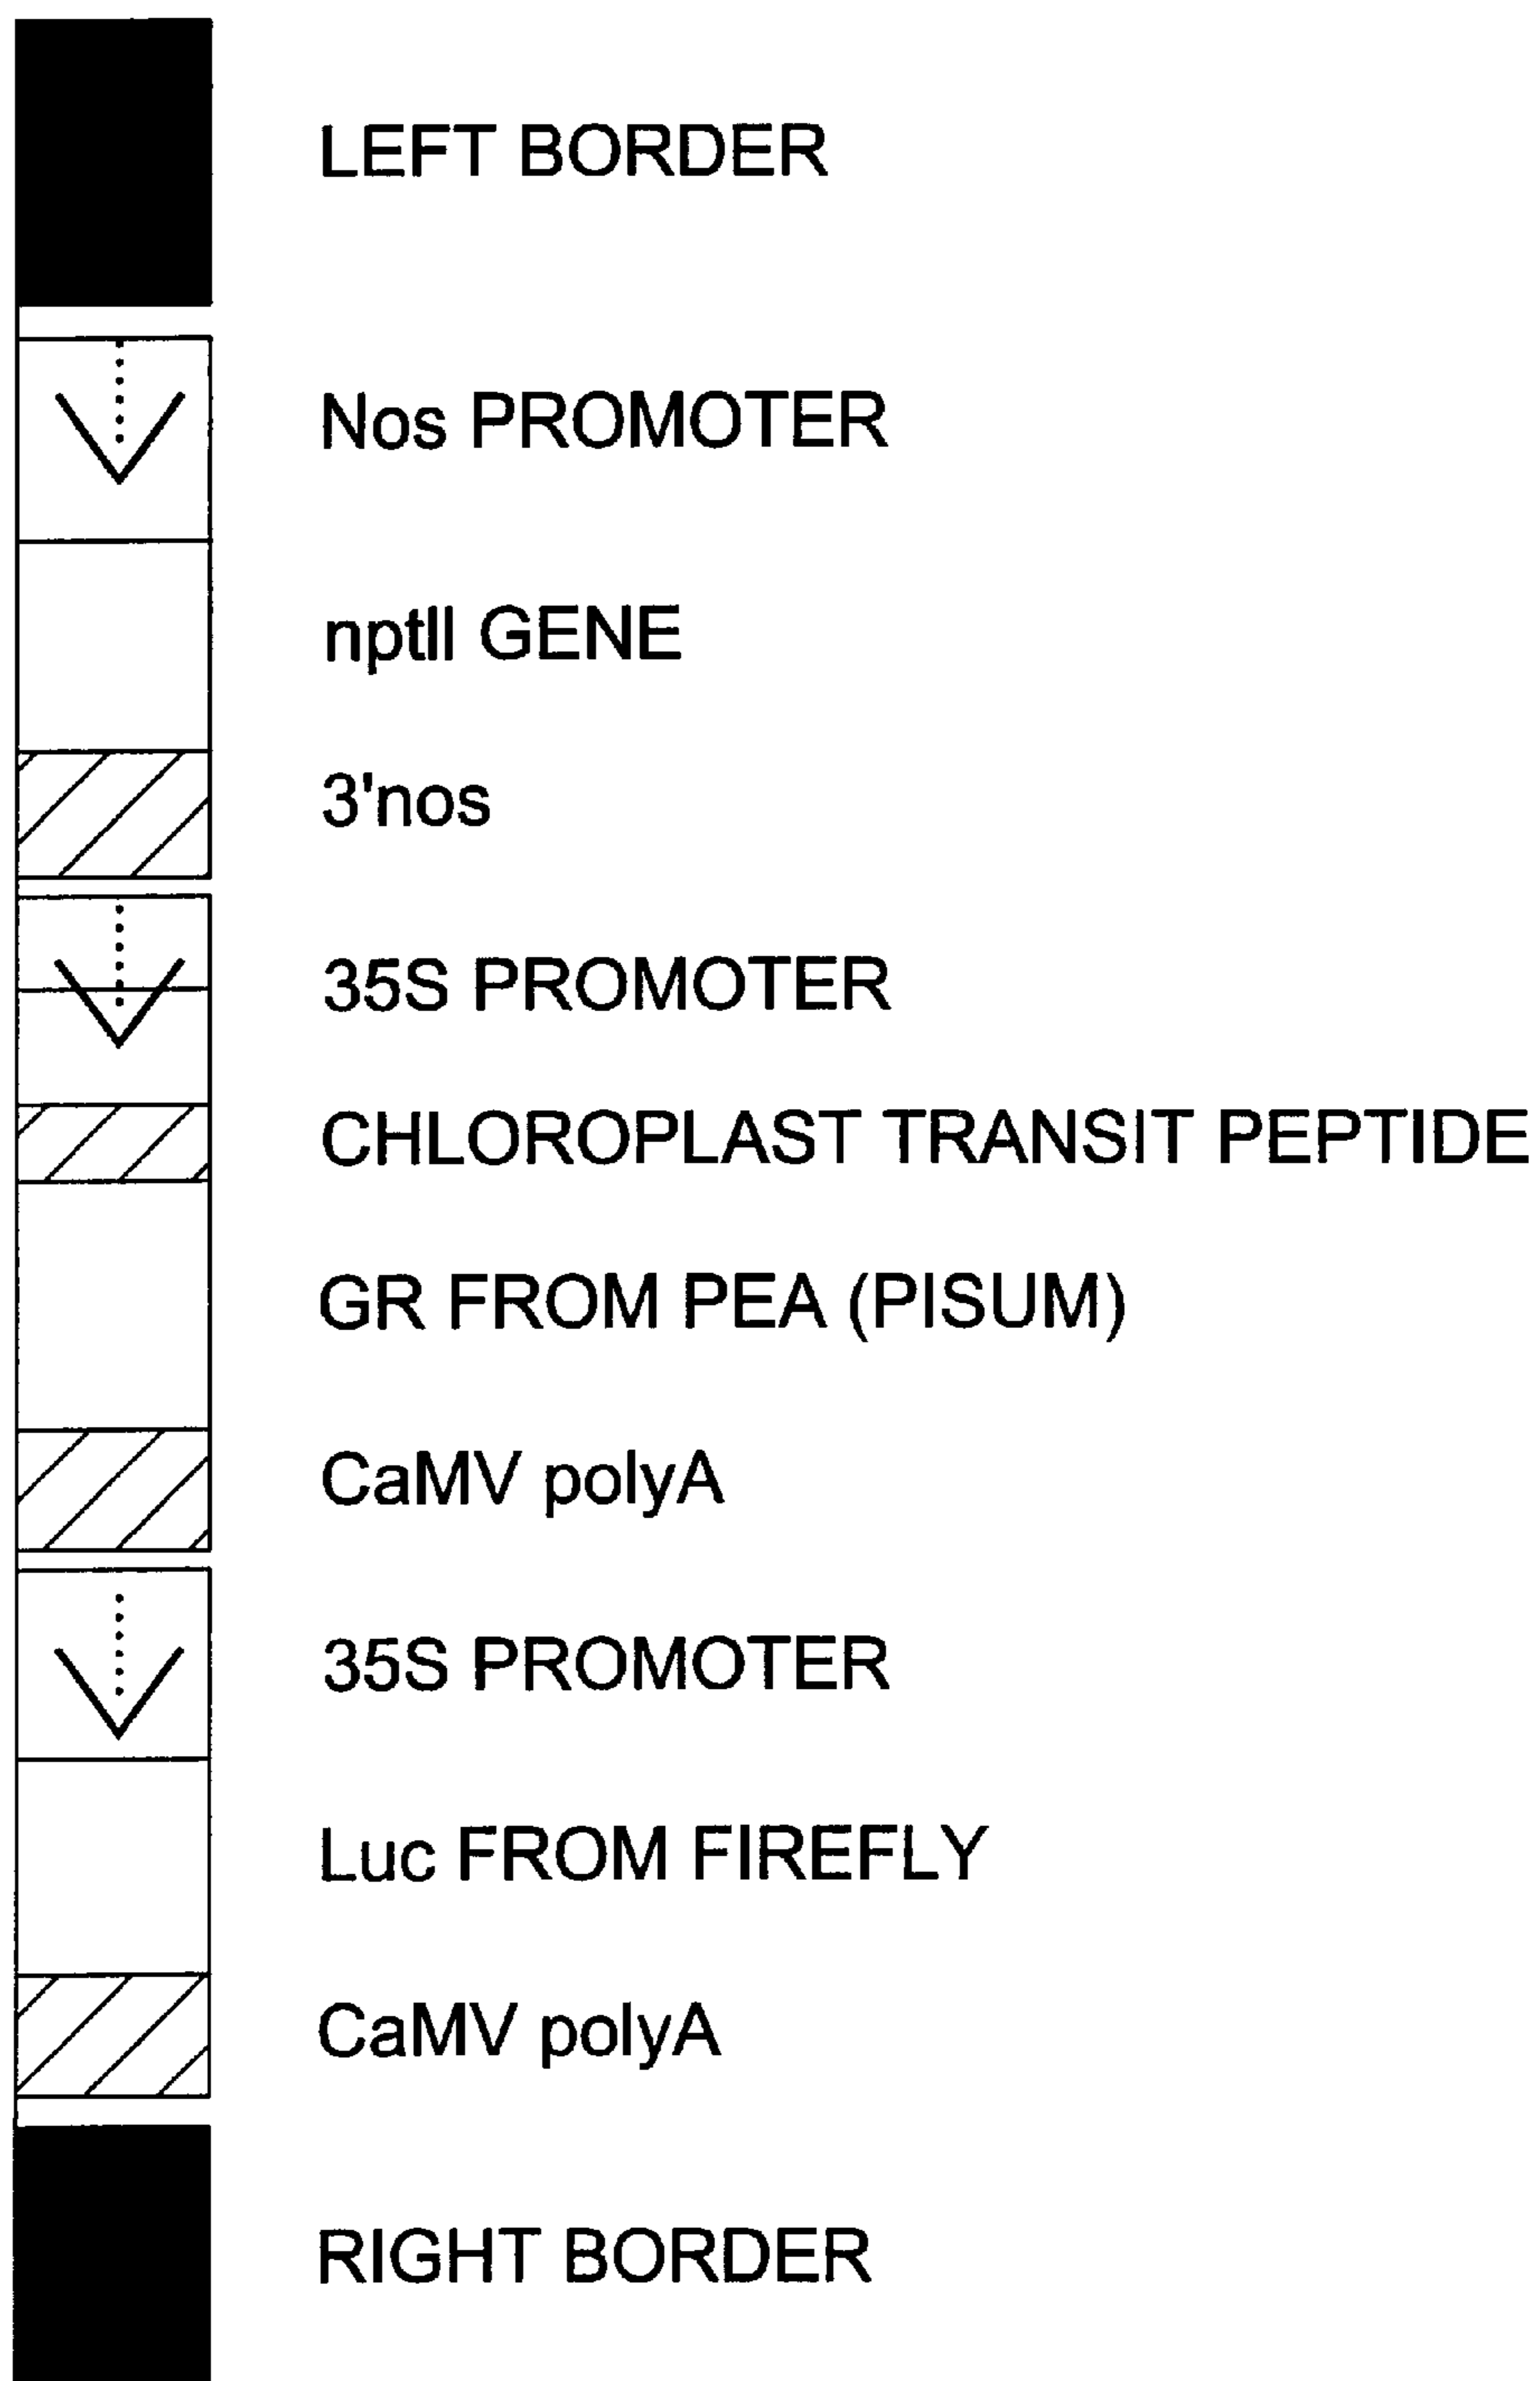 LEFT BORDER
Nos PROMOTER
nptII GENE
3'nos
35S PROMOTER
CHLOROPLAST TRANSIT PEPTIDE
GR FROM PEA (PISUM)
CaMV polyA
35S PROMOTER
Luc FROM FIREFLY
CaMV polyA
RIGHT BORDER